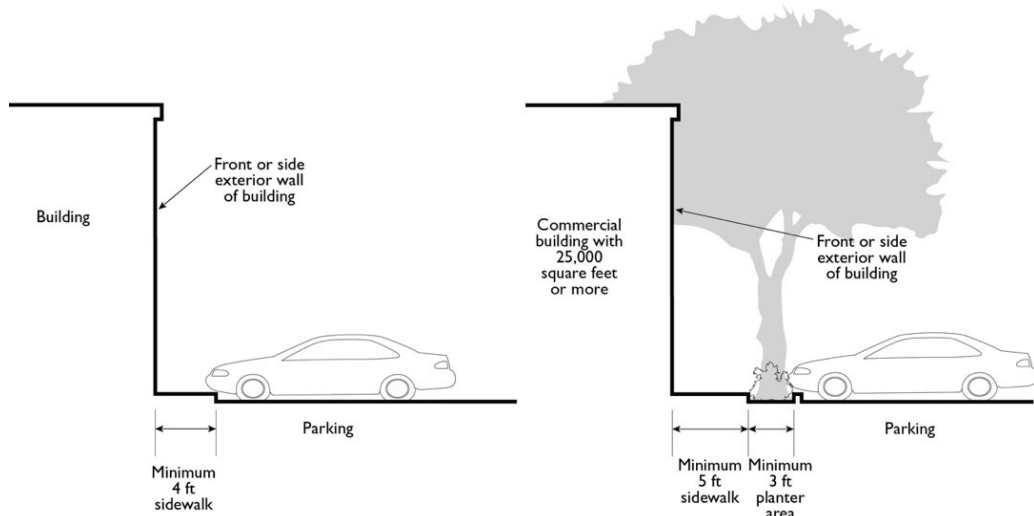 Front or side
exterior wall
of building
Building
Parking
Minimum
4 ft
sidewalk
Commercial
building with
25,000
square feet
or more
Front or side
exterior wall
of building
Parking
Minimum
5 ft
sidewalk
Minimum
3 ft
planter
area